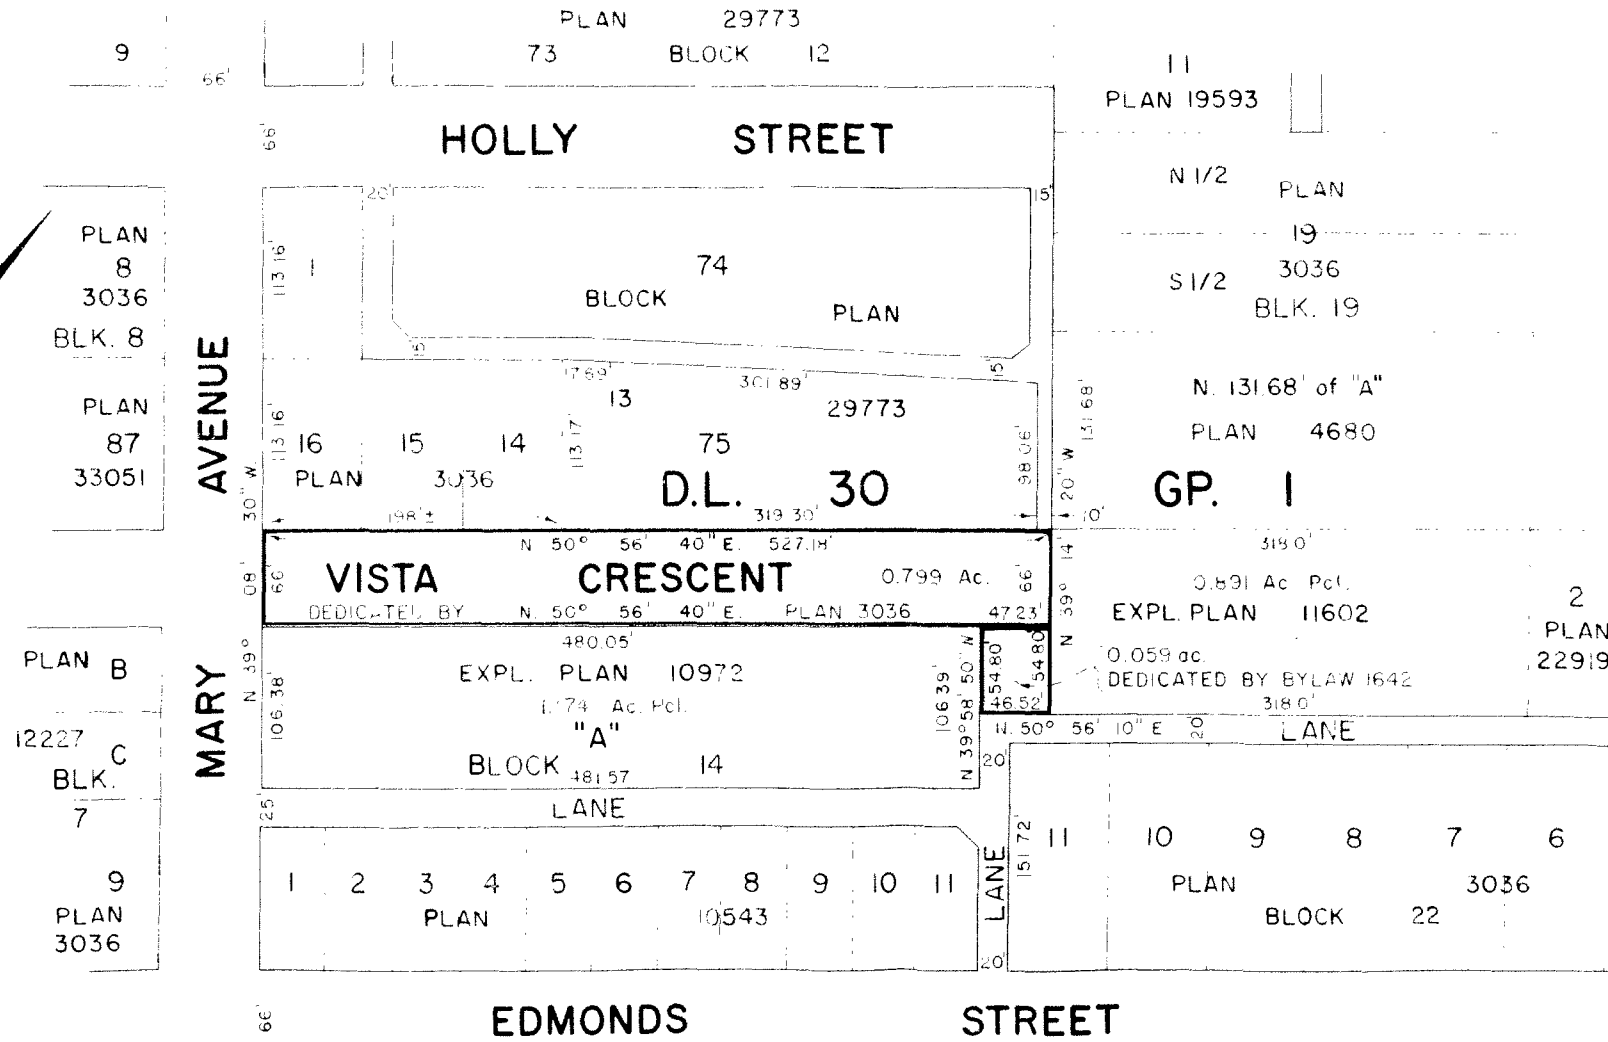 PLAN 29773
73 BLOCK 12
9
66'
11
PLAN 19593
66'
HOLLY STREET
N 1/2 PLAN
19
S 1/2 3036
BLK. 19
20' 15'
PLAN
8
3036
BLK. 8
113.16'
1
74
BLOCK PLAN
15'
15'
AVENUE
17.69' 301.89'
13
29773
N. 131.68' of "A"
PLAN 4680
131.68'
PLAN
87
33051
113.16'
16 15 14
113.17'
75
PLAN 3036
D.L. 30
98.06'
20" W
GP. 1
30" W.
198'± 319.30'
10'
N 50° 56' 40" E. 527.18'
318.0'
08'
66'
VISTA CRESCENT 0.799 Ac.
66'
14'
N 39°
0.891 Ac Pcl.
DEDICATED BY N. 50° 56' 40" E. PLAN 3036 47.23'
EXPL. PLAN 11602
2
PLAN
22919
PLAN B
N 39°
480.05'
EXPL. PLAN 10972
Ac. Pcl.
"A"
BLOCK 14
481.57
106.38'
106.39'
N 39° 58' 50" W
54.80'
54.80'
46.52'
0.059 ac.
DEDICATED BY BYLAW 1642
318.0'
N. 50° 56' 10" E
20'
LANE
MARY
12227 C
BLK.
7
20'
25'
LANE
151.72'
LANE
11 10 9 8 7 6
PLAN 3036
BLOCK 22
9
PLAN
3036
1 2 3 4 5 6 7 8 9 10 11
PLAN 10543
20'
66'
EDMONDS STREET